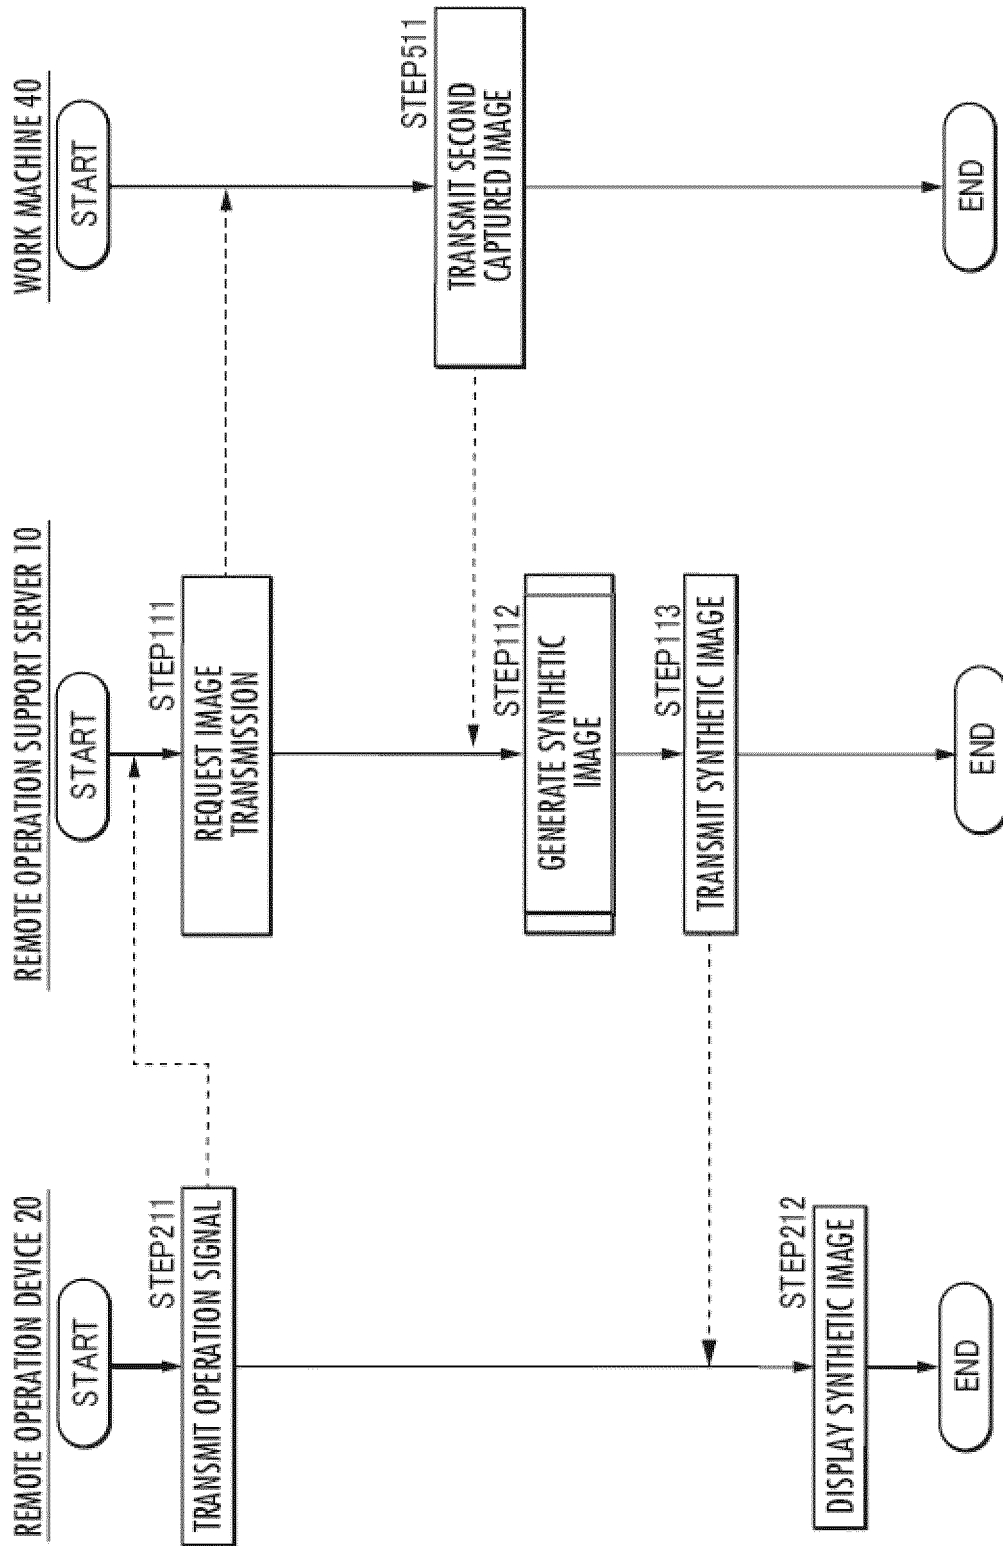 REMOTE OPERATION DEVICE 20
START
STEP211
TRANSMIT OPERATION SIGNAL
STEP212
DISPLAY SYNTHETIC IMAGE
END
REMOTE OPERATION SUPPORT SERVER 10
START
STEP111
REQUEST IMAGE
TRANSMISSION
STEP112
GENERATE SYNTHETIC
IMAGE
STEP113
TRANSMIT SYNTHETIC IMAGE
END
WORK MACHINE 40
START
STEP511
TRANSMIT SECOND
CAPTURED IMAGE
END